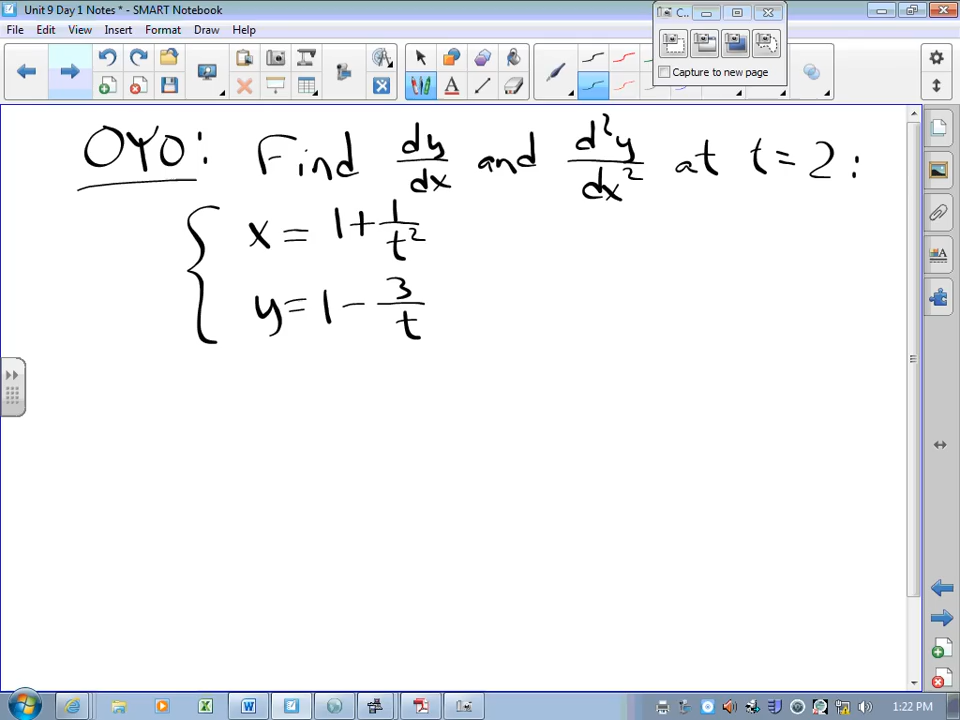 Unit 9 Day 1 Notes * - SMART Notebook
C..
File Edit View Insert Format Draw Help
Capture to new page
OYO: Find dy/dx and d²y/dx² at t = 2:
x = 1 + 1/t²
y = 1 - 3/t
1:22 PM